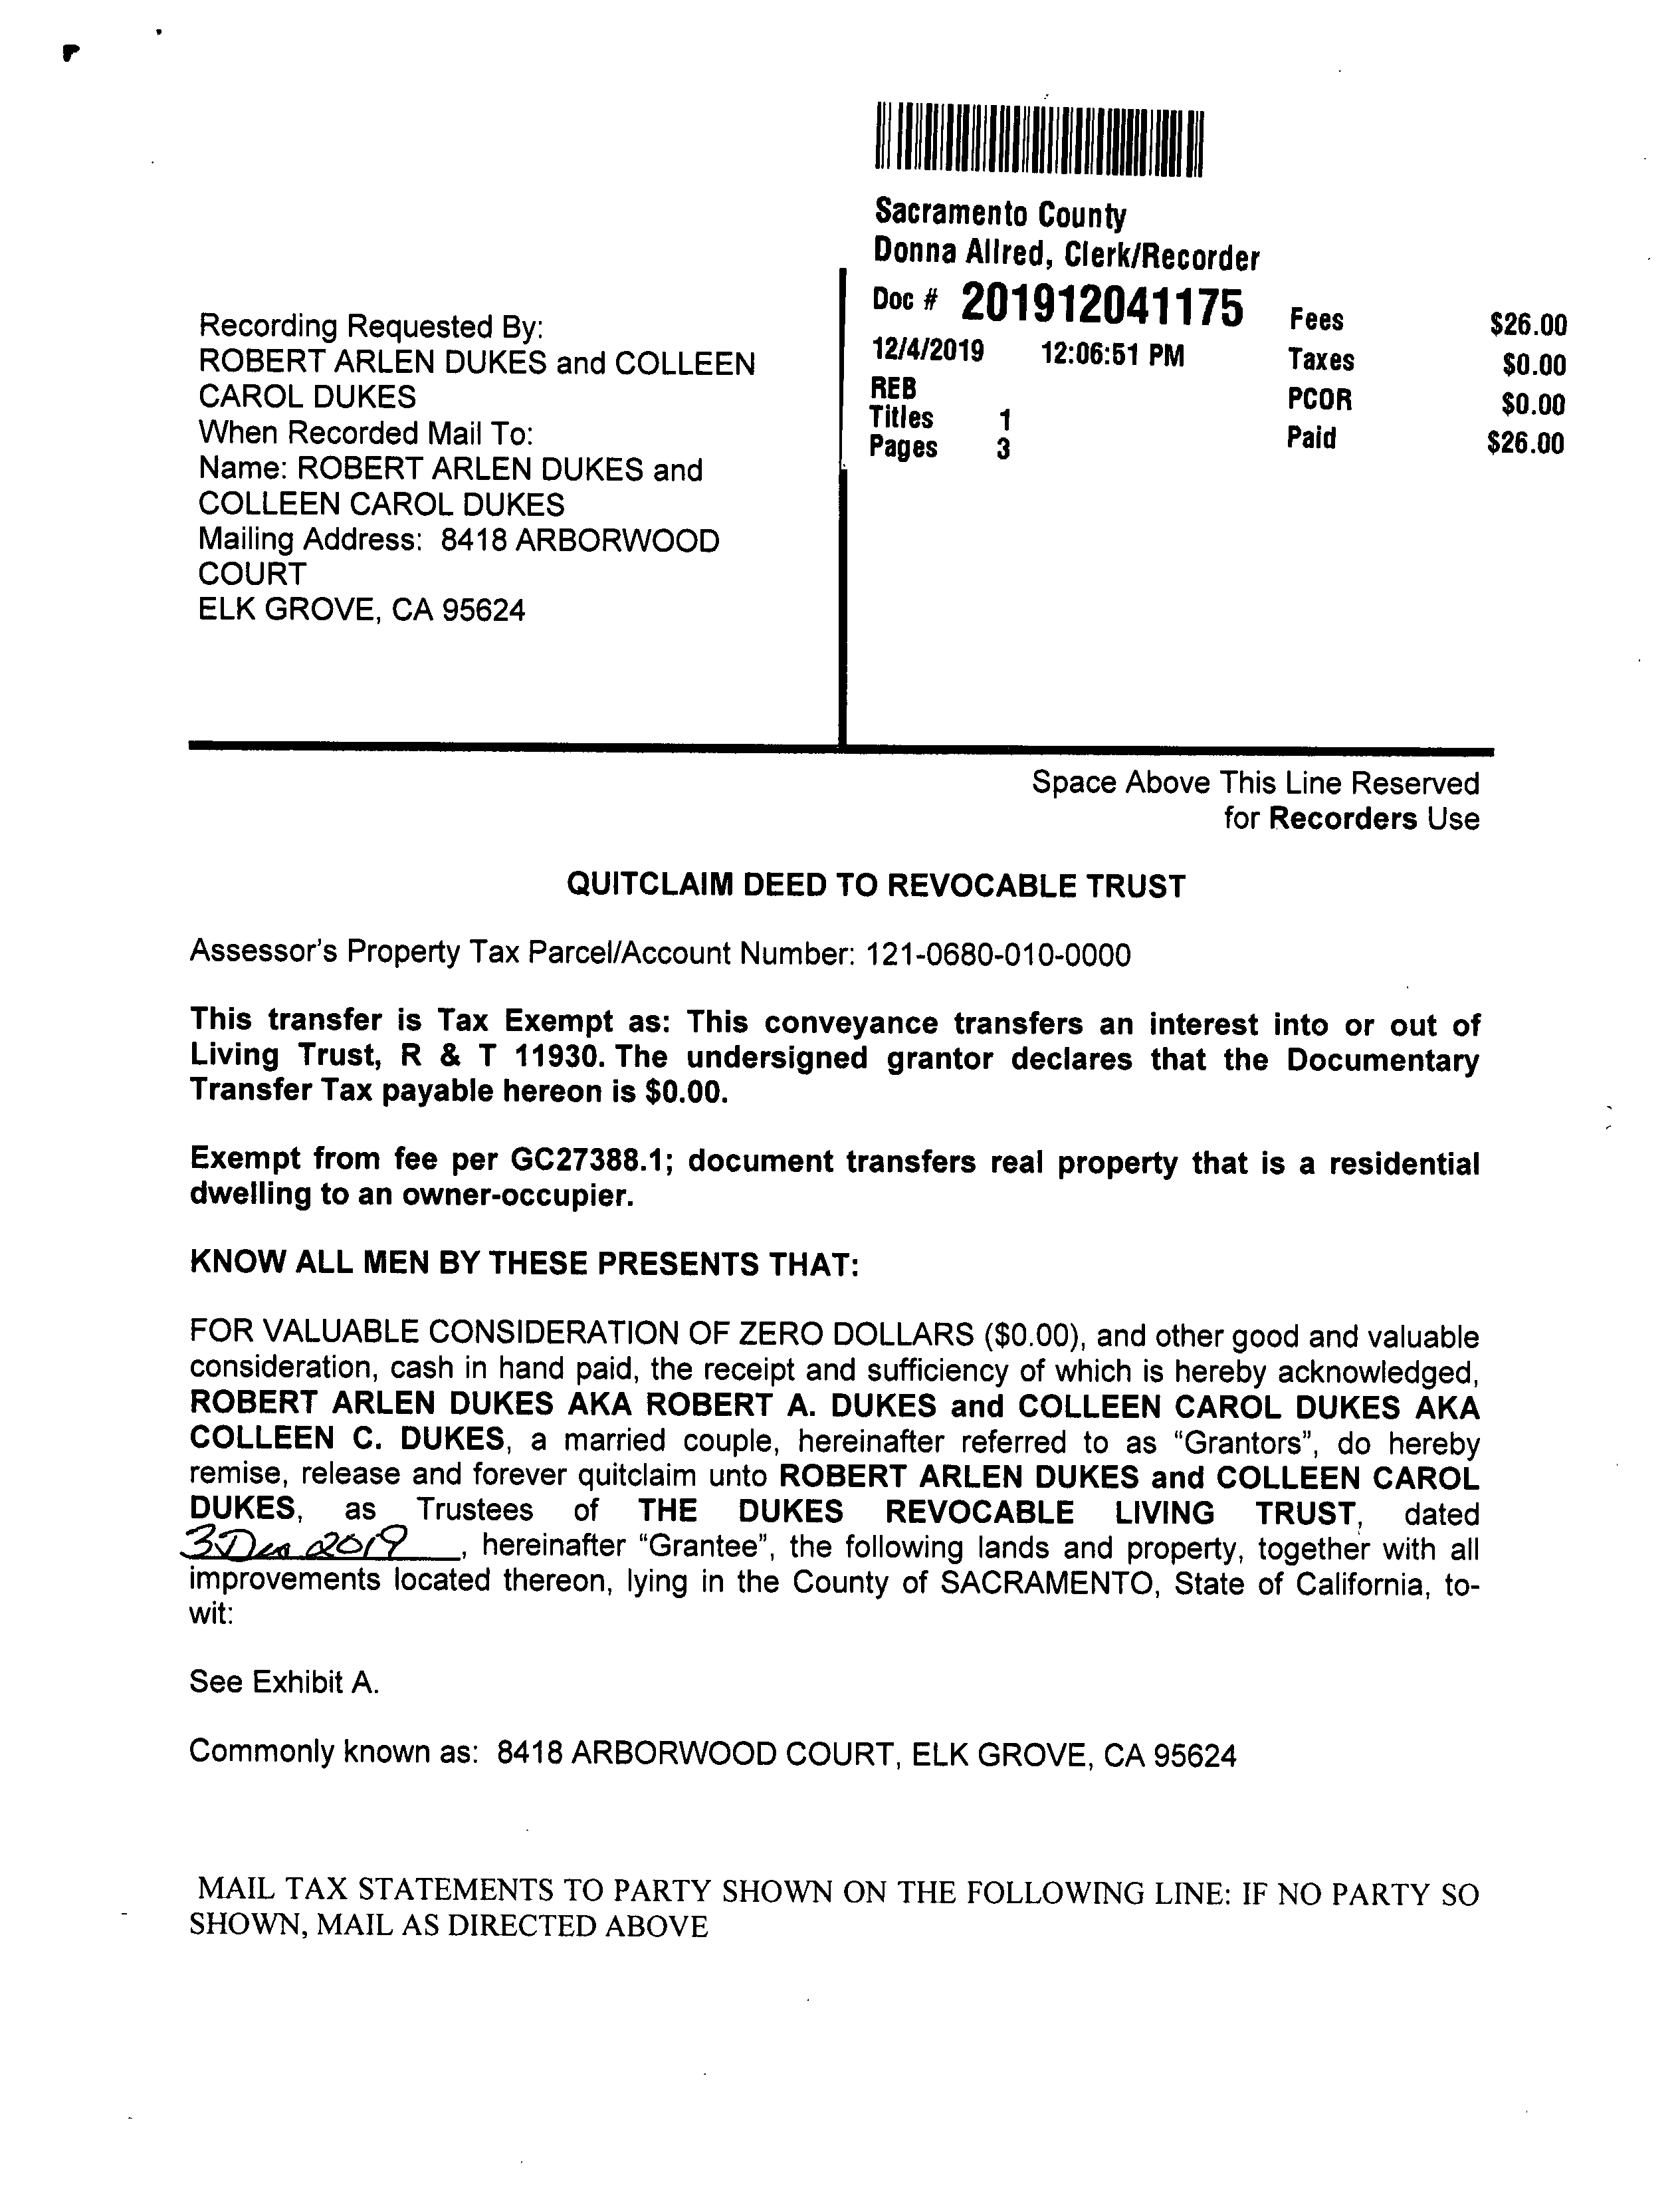 Sacramento County
Donna Allred, Clerk/Recorder
Doc # 201912041175
12/4/2019 12:06:51 PM
REB
Titles 1
Pages 3
Fees $26.00
Taxes $0.00
PCOR $0.00
Paid $26.00
Recording Requested By:
ROBERT ARLEN DUKES and COLLEEN
CAROL DUKES
When Recorded Mail To:
Name: ROBERT ARLEN DUKES and
COLLEEN CAROL DUKES
Mailing Address: 8418 ARBORWOOD
COURT
ELK GROVE, CA 95624
Space Above This Line Reserved
for Recorders Use
QUITCLAIM DEED TO REVOCABLE TRUST
Assessor's Property Tax Parcel/Account Number: 121-0680-010-0000
This transfer is Tax Exempt as: This conveyance transfers an interest into or out of
Living Trust, R & T 11930. The undersigned grantor declares that the Documentary
Transfer Tax payable hereon is $0.00.
Exempt from fee per GC27388.1; document transfers real property that is a residential
dwelling to an owner-occupier.
KNOW ALL MEN BY THESE PRESENTS THAT:
FOR VALUABLE CONSIDERATION OF ZERO DOLLARS ($0.00), and other good and valuable
consideration, cash in hand paid, the receipt and sufficiency of which is hereby acknowledged,
ROBERT ARLEN DUKES AKA ROBERT A. DUKES and COLLEEN CAROL DUKES AKA
COLLEEN C. DUKES, a married couple, hereinafter referred to as "Grantors", do hereby
remise, release and forever quitclaim unto ROBERT ARLEN DUKES and COLLEEN CAROL
DUKES, as Trustees of THE DUKES REVOCABLE LIVING TRUST, dated
3 Dec 2019, hereinafter "Grantee", the following lands and property, together with all
improvements located thereon, lying in the County of SACRAMENTO, State of California, to-
wit:
See Exhibit A.
Commonly known as: 8418 ARBORWOOD COURT, ELK GROVE, CA 95624
MAIL TAX STATEMENTS TO PARTY SHOWN ON THE FOLLOWING LINE: IF NO PARTY SO
SHOWN, MAIL AS DIRECTED ABOVE